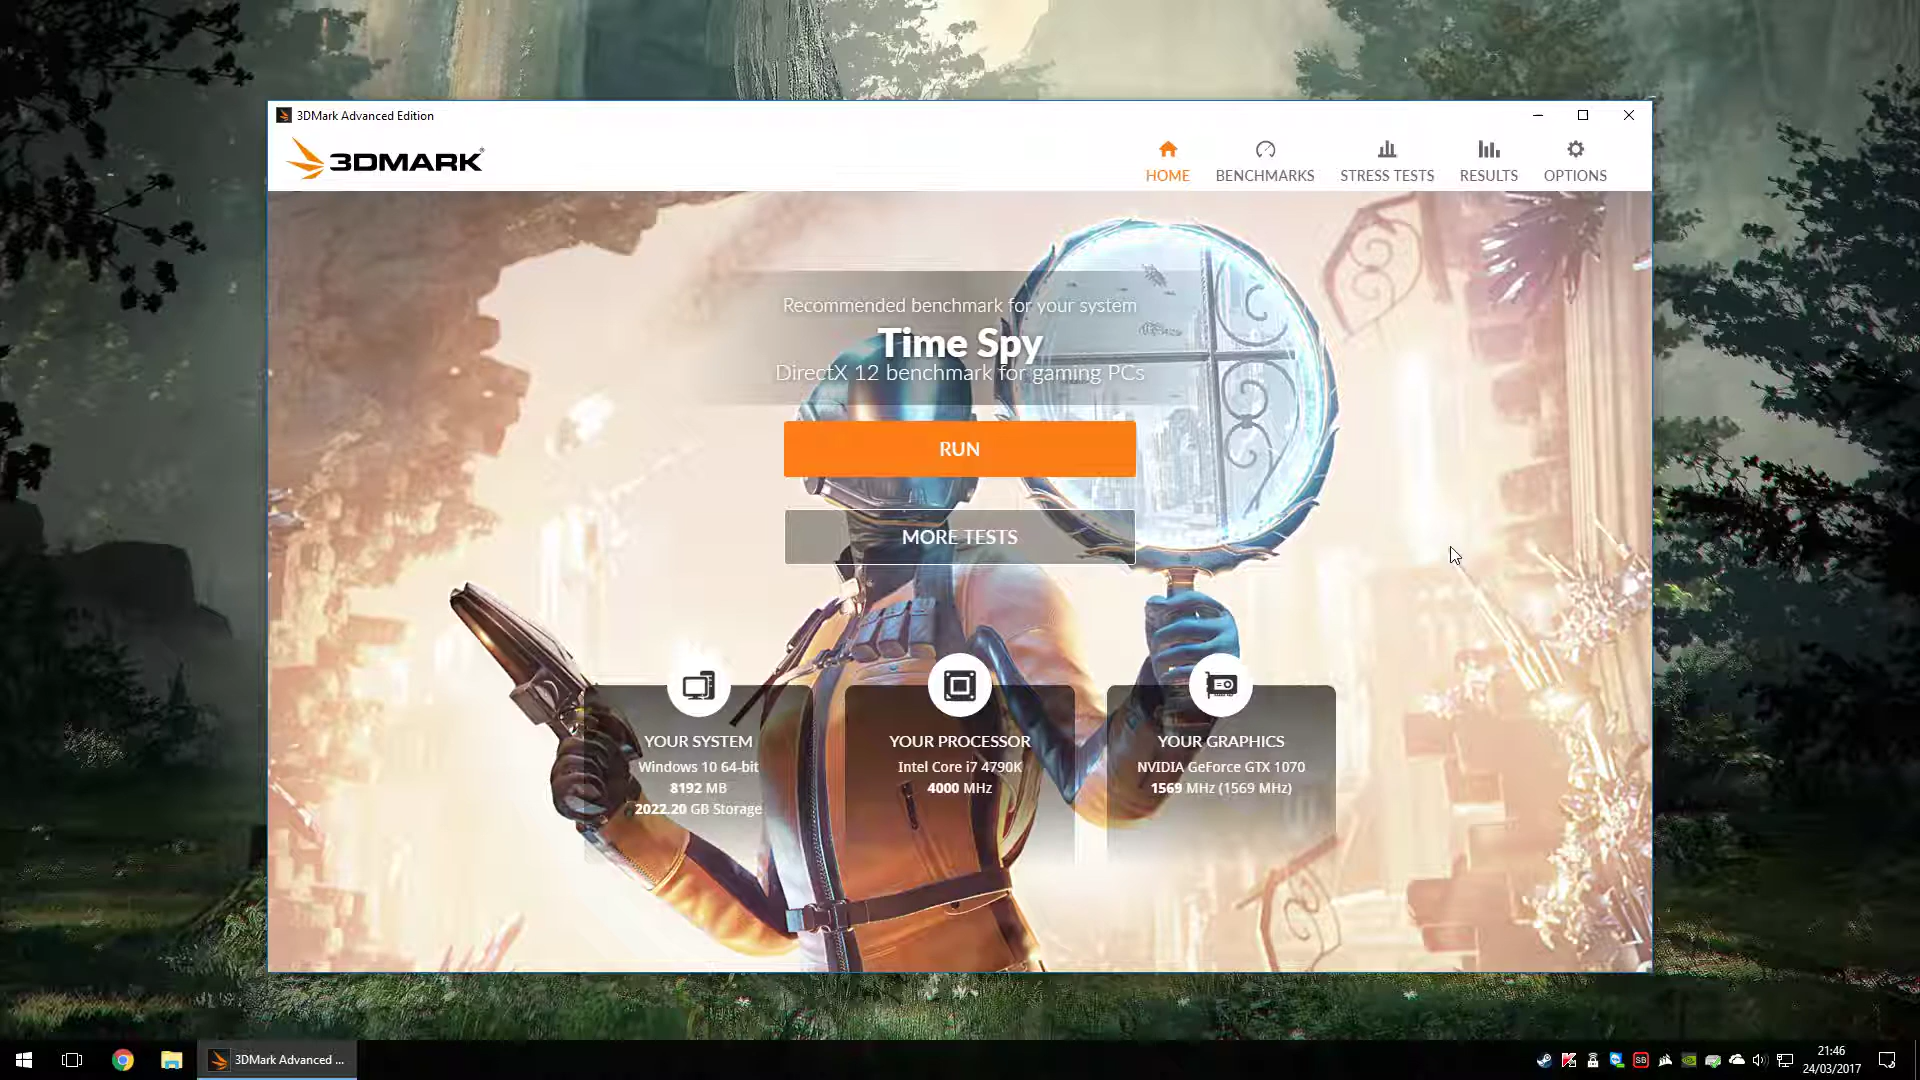 3DMark Advanced Edition
3DMARK
HOME
BENCHMARKS
STRESS TESTS
RESULTS
OPTIONS
Recommended benchmark for your system
Time Spy
DirectX 12 benchmark for gaming PCs
RUN
MORE TESTS
YOUR SYSTEM
Windows 10 64-bit
8192 MB
2022.20 GB Storage
YOUR PROCESSOR
Intel Core i7 4790K
4000 MHz
YOUR GRAPHICS
NVIDIA GeForce GTX 1070
1569 MHz (1569 MHz)
3DMark Advanced ...
SB
21:46
24/03/2017